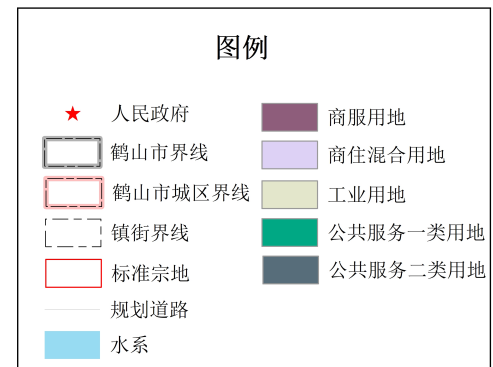 图例
人民政府
鹤山市界线
鹤山市城区界线
镇街界线
标准宗地
规划道路
水系
商服用地
商住混合用地
工业用地
公共服务一类用地
公共服务二类用地